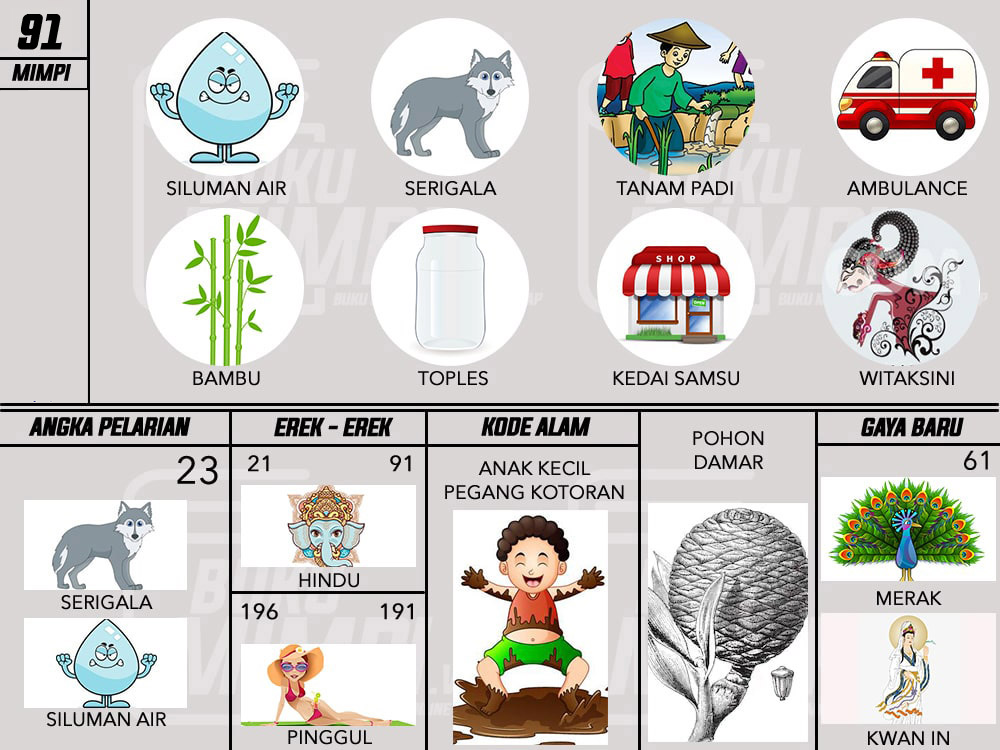 91
MIMPI
SILUMAN AIR
SERIGALA
TANAM PADI
AMBULANCE
SHOP
BAMBU
TOPLES
KEDAI SAMSU
WITAKSINI
ANGKA PELARIAN
23
SERIGALA
SILUMAN AIR
EREK - EREK
21 91
HINDU
196 191
PINGGUL
KODE ALAM
ANAK KECIL
PEGANG KOTORAN
POHON
DAMAR
GAYA BARU
61
MERAK
KWAN IN